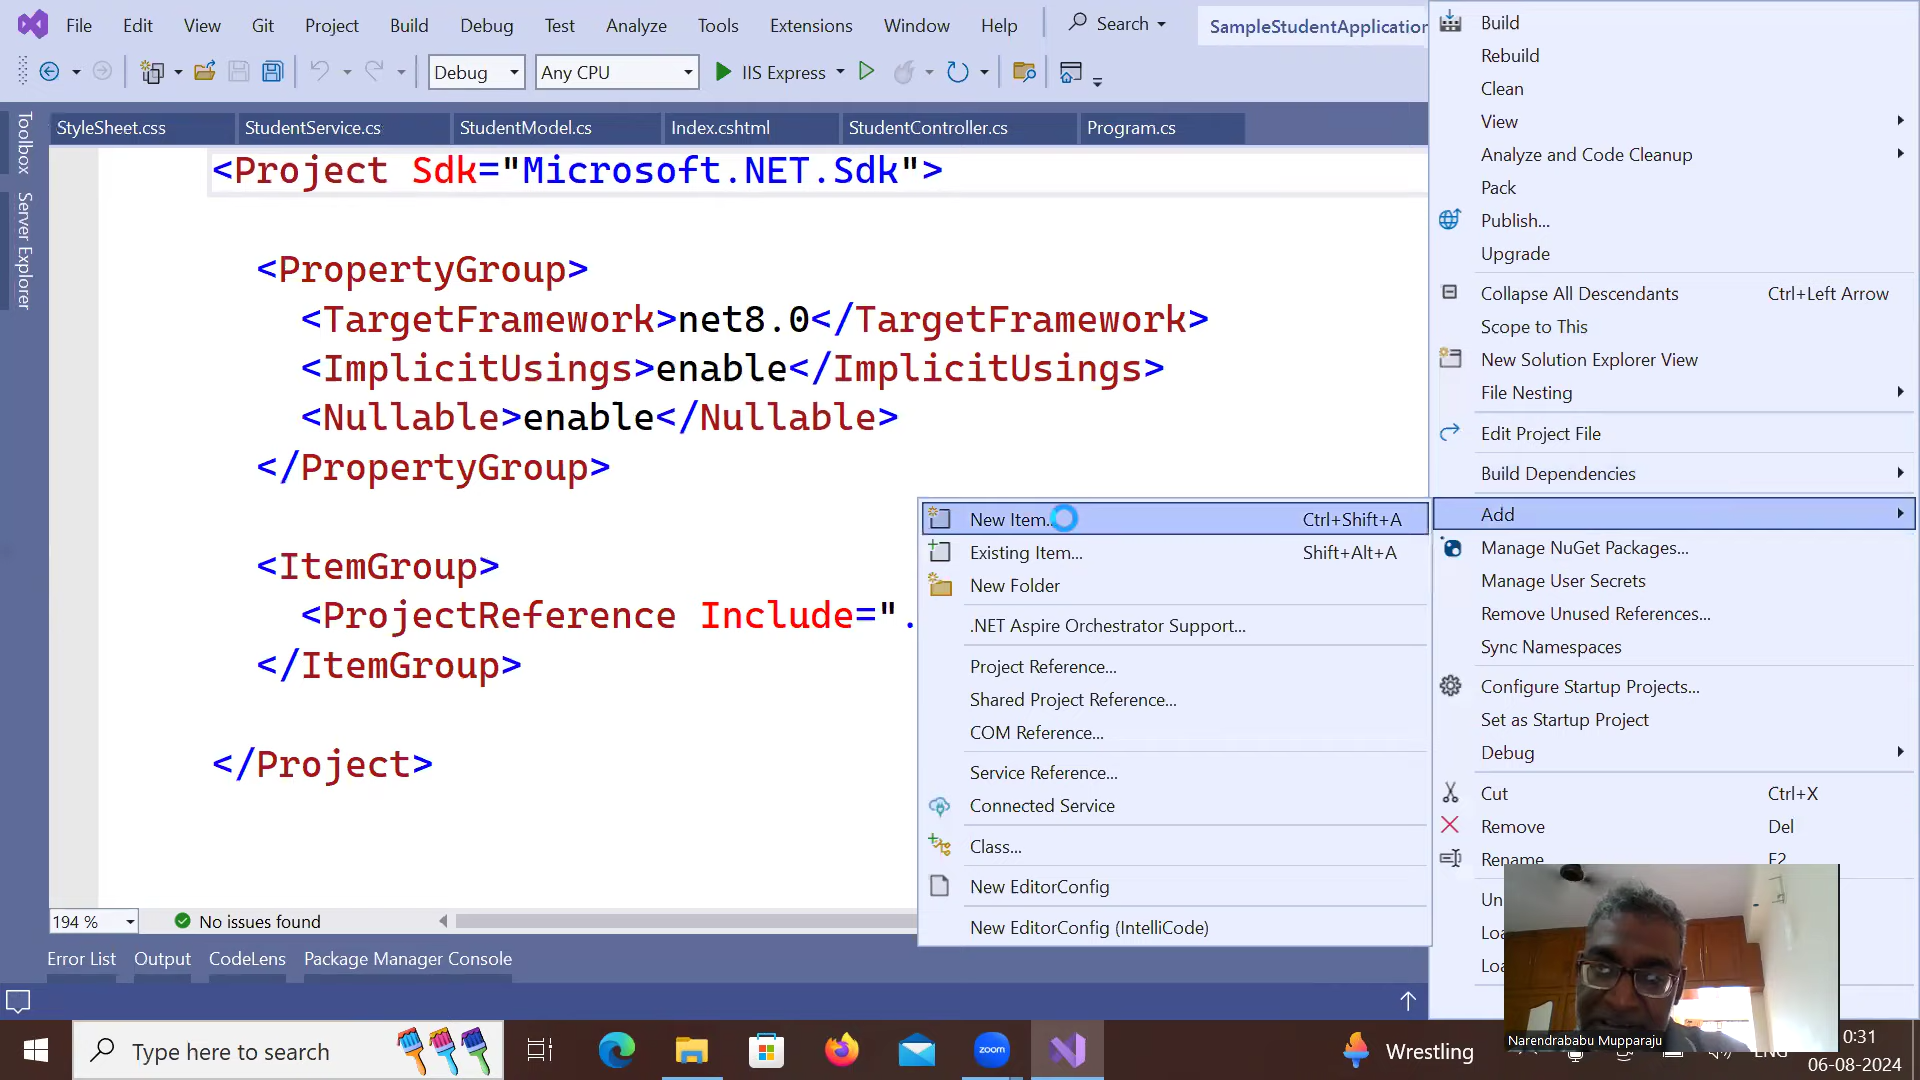 File Edit View Git Project Build Debug Test Analyze Tools Extensions Window Help Search SampleStudentApplication
Debug Any CPU IIS Express
Toolbox
Server Explorer
StyleSheet.css StudentService.cs StudentModel.cs Index.cshtml StudentController.cs Program.cs
<Project Sdk="Microsoft.NET.Sdk">
<PropertyGroup>
<TargetFramework>net8.0</TargetFramework>
<ImplicitUsings>enable</ImplicitUsings>
<Nullable>enable</Nullable>
</PropertyGroup>
<ItemGroup>
<ProjectReference Include=".
</ItemGroup>
</Project>
194 % No issues found
Error List Output CodeLens Package Manager Console
New Item... Ctrl+Shift+A
Existing Item... Shift+Alt+A
New Folder
.NET Aspire Orchestrator Support...
Project Reference...
Shared Project Reference...
COM Reference...
Service Reference...
Connected Service
Class...
New EditorConfig
New EditorConfig (IntelliCode)
Build
Rebuild
Clean
View
Analyze and Code Cleanup
Pack
Publish...
Upgrade
Collapse All Descendants Ctrl+Left Arrow
Scope to This
New Solution Explorer View
File Nesting
Edit Project File
Build Dependencies
Add
Manage NuGet Packages...
Manage User Secrets
Remove Unused References...
Sync Namespaces
Configure Startup Projects...
Set as Startup Project
Debug
Cut Ctrl+X
Remove Del
Rename F2
Un
Loa
Loa
Narendrababu Mupparaju
Type here to search
zoom
Wrestling
ENG
0:31
06-08-2024